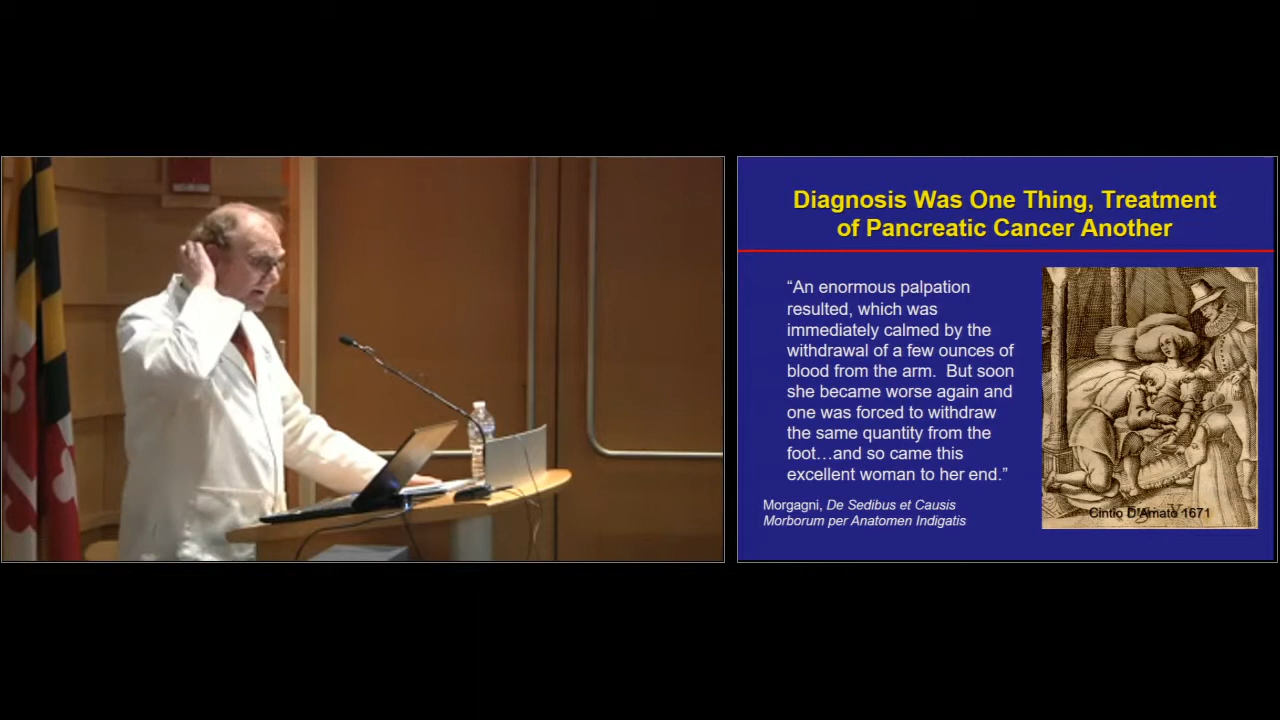 Diagnosis Was One Thing, Treatment
of Pancreatic Cancer Another
“An enormous palpation
resulted, which was
immediately calmed by the
withdrawal of a few ounces of
blood from the arm. But soon
she became worse again and
one was forced to withdraw
the same quantity from the
foot…and so came this
excellent woman to her end.”
Morgagni, De Sedibus et Causis
Morborum per Anatomen Indigatis
Cintio D'Amato 1671